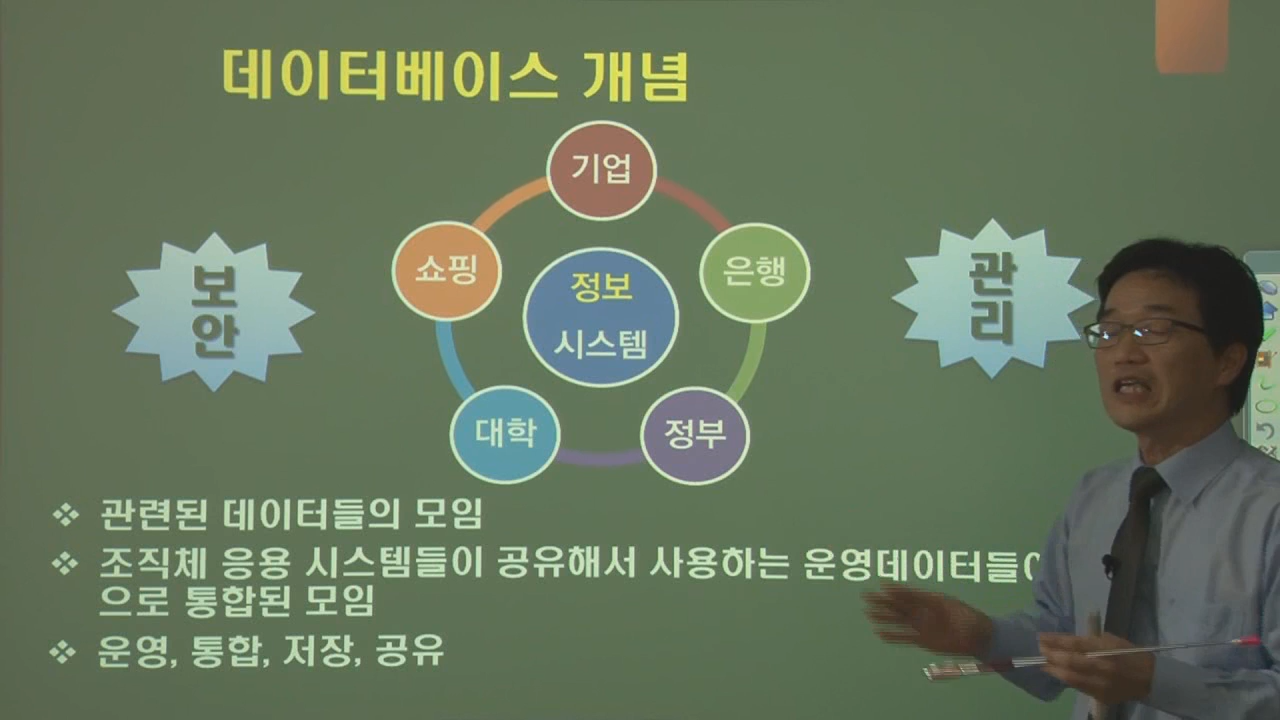 데이터베이스 개념
기업
쇼핑
은행
정보
시스템
대학
정부
보
안
관
리
❖ 관련된 데이터들의 모임
❖ 조직체 응용 시스템들이 공유해서 사용하는 운영데이터들
으로 통합된 모임
❖ 운영, 통합, 저장, 공유